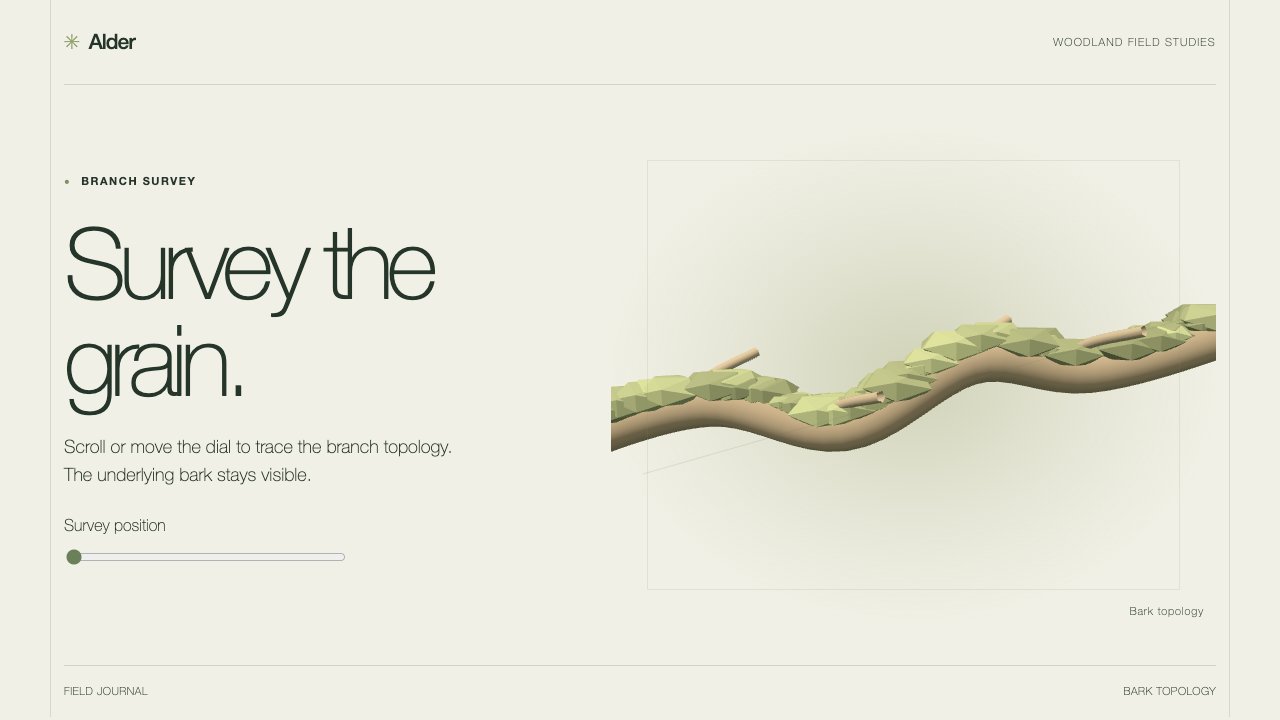 Alder
WOODLAND FIELD STUDIES
BRANCH SURVEY
Survey the
grain.
Scroll or move the dial to trace the branch topology.
The underlying bark stays visible.
Survey position
Bark topology
FIELD JOURNAL
BARK TOPOLOGY